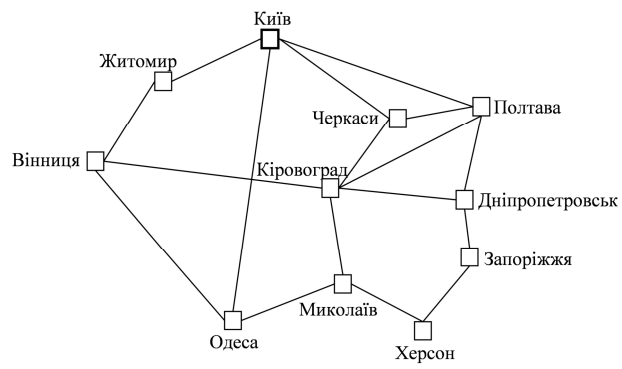 Київ
Житомир
Черкаси
Полтава
Вінниця
Кіровоград
Дніпропетровськ
Запоріжжя
Миколаїв
Одеса
Херсон